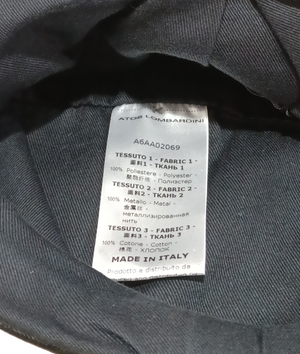 ATOS LOMBARDINI
A6AA02069
TESSUTO 1 - FABRIC 1 -
面料1 - ТКАНЬ 1
100% Poliestere - Polyester -
聚酯纤维 - Полиэстер
TESSUTO 2 - FABRIC 2 -
面料2 - ТКАНЬ 2
100% Metallo - Metal -
金属丝 -
металлизированная
нить
TESSUTO 3 - FABRIC 3 -
面料3 - ТКАНЬ 3
100% Cotone - Cotton -
棉花 - ХЛОПОК
MADE IN ITALY
Prodotto e distribuito da